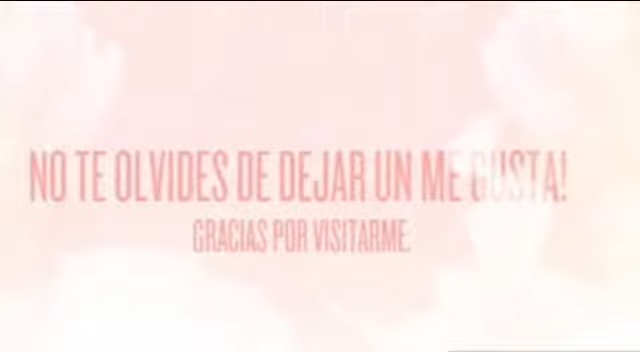 NO TE OLVIDES DE DEJAR UN ME GUSTA!
GRACIAS POR VISITARME.